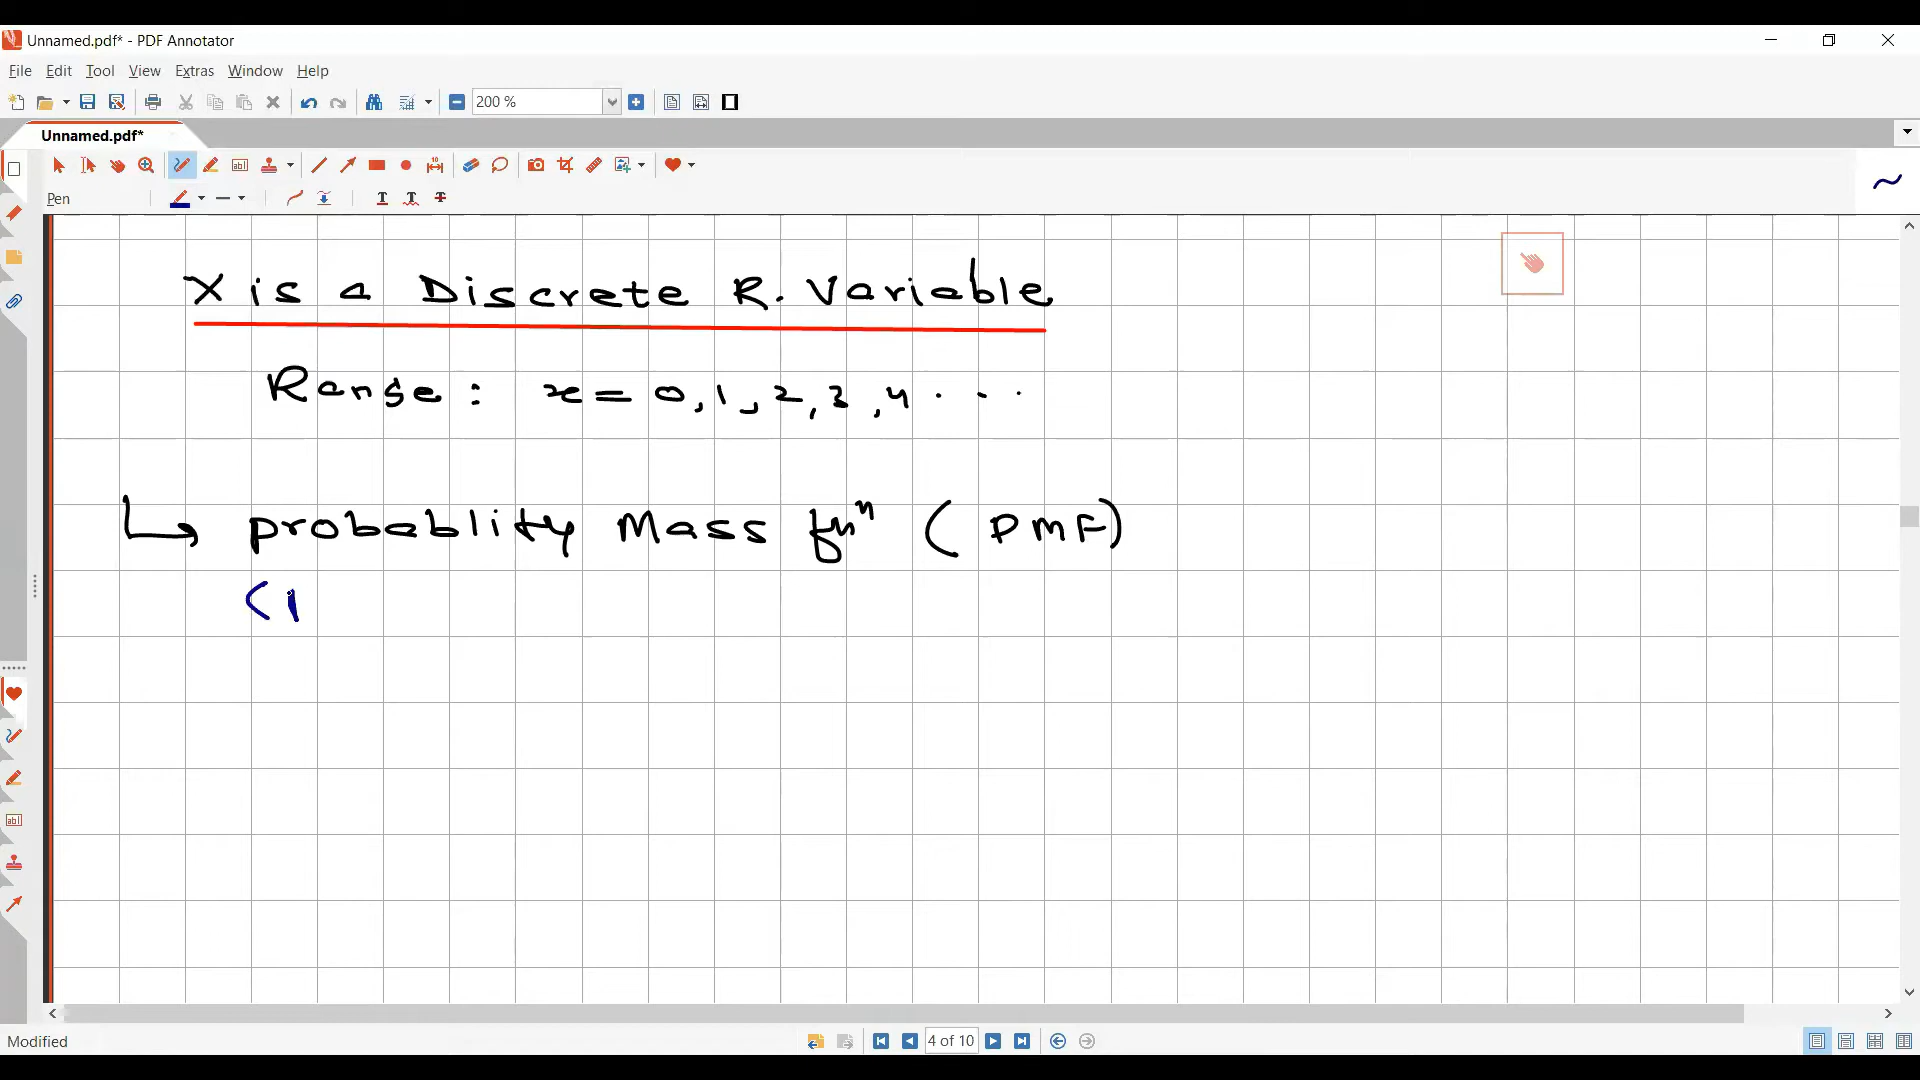 Unnamed.pdf* - PDF Annotator
File Edit Tool View Extras Window Help
200 %
Unnamed.pdf*
Pen
X is a Discrete R. Variable
Range: x = 0, 1, 2, 3, 4 . . .
↳ probablity Mass fnⁿ ( PMF)
(
Modified
4 of 10